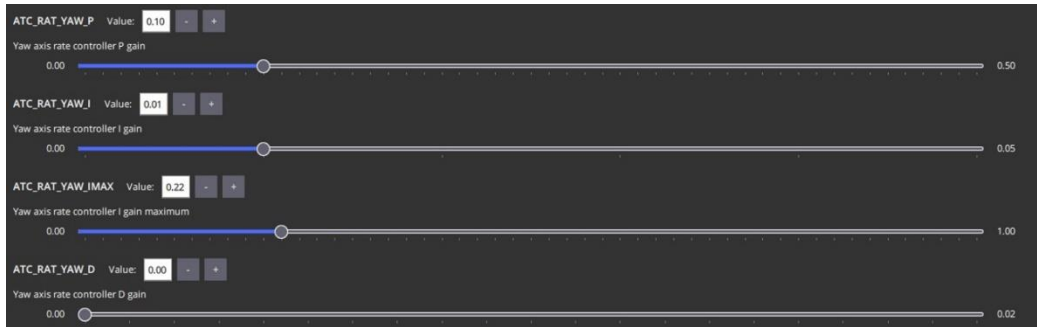 ATC_RAT_YAW_P Value: 0.10 - +
Yaw axis rate controller P gain
0.00 0.50
ATC_RAT_YAW_I Value: 0.01 - +
Yaw axis rate controller I gain
0.00 0.05
ATC_RAT_YAW_IMAX Value: 0.22 - +
Yaw axis rate controller I gain maximum
0.00 1.00
ATC_RAT_YAW_D Value: 0.00 - +
Yaw axis rate controller D gain
0.00 0.02